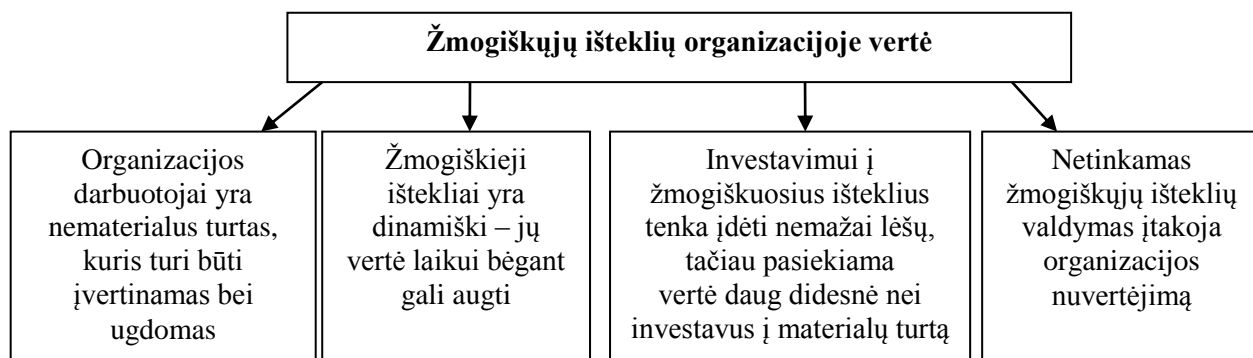 Žmogiškųjų išteklių organizacijoje vertė
Organizacijos
darbuotojai yra
nematerialus turtas,
kuris turi būti
įvertinamas bei
ugdomas
Žmogiškieji
ištekliai yra
dinamiški – jų
vertė laikui bėgant
gali augti
Investavimui į
žmogiškuosius išteklius
tenka įdėti nemažai lėšų,
tačiau pasiekiama
vertė daug didesnė nei
investavus į materialų turtą
Netinkamas
žmogiškųjų išteklių
valdymas įtakoja
organizacijos
nuvertėjimą